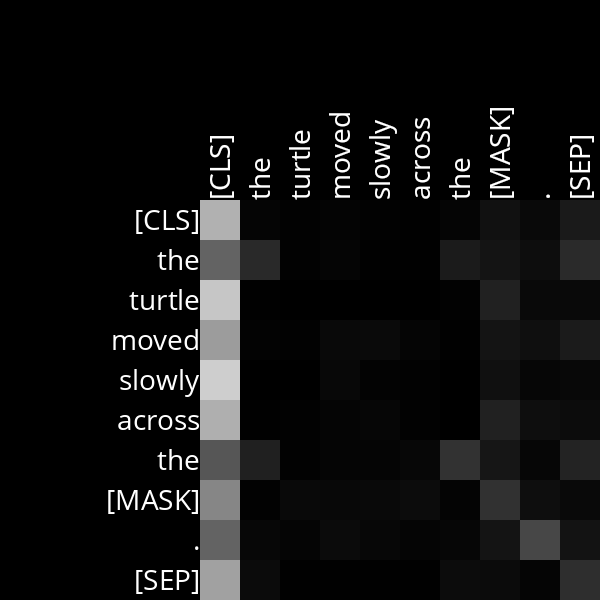 [CLS] the turtle moved slowly across the [MASK] . [SEP]
[CLS]
the
turtle
moved
slowly
across
the
[MASK]
.
[SEP]